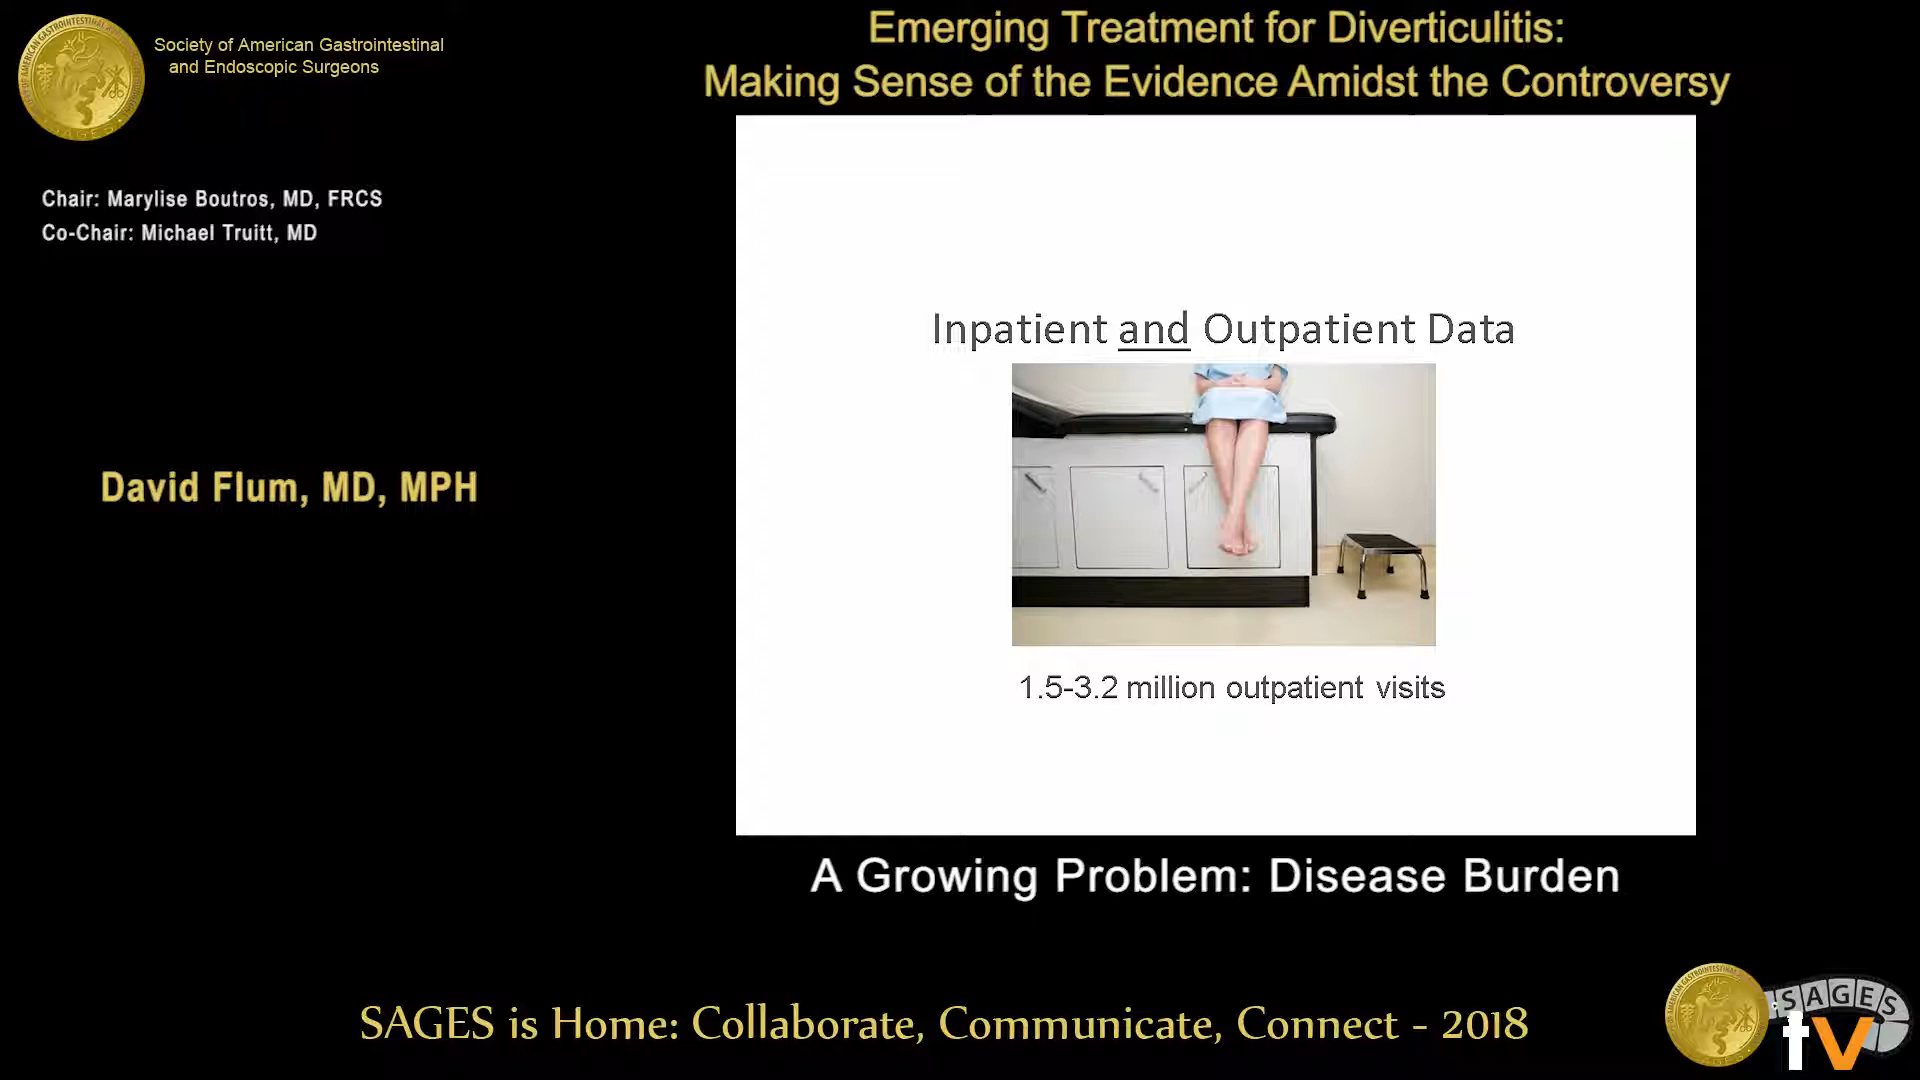 Society of American Gastrointestinal
and Endoscopic Surgeons
Emerging Treatment for Diverticulitis:
Making Sense of the Evidence Amidst the Controversy
Chair: Marylise Boutros, MD, FRCS
Co-Chair: Michael Truitt, MD
David Flum, MD, MPH
Inpatient and Outpatient Data
1.5-3.2 million outpatient visits
A Growing Problem: Disease Burden
SAGES is Home: Collaborate, Communicate, Connect - 2018
SAGES
tv